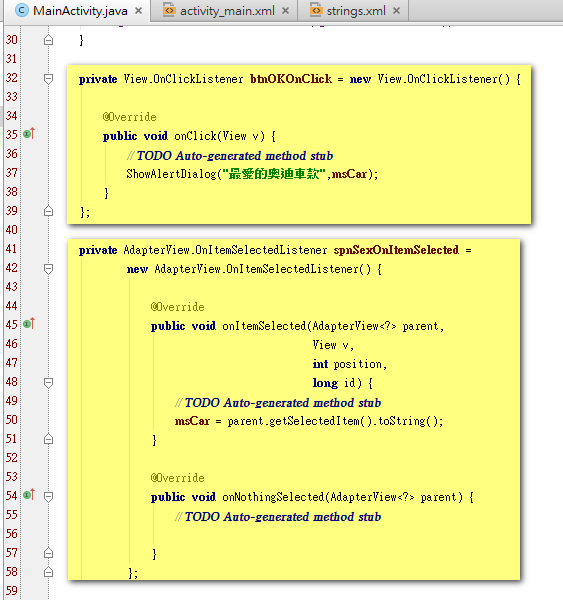 MainActivity.java × activity_main.xml × strings.xml ×
30 }
31
32 private View.OnClickListener btnOKOnClick = new View.OnClickListener() {
33
34 @Override
35 public void onClick(View v) {
36 // TODO Auto-generated method stub
37 ShowAlertDialog("最愛的奧迪車款",msCar);
38 }
39 };
40
41 private AdapterView.OnItemSelectedListener spnSexOnItemSelected =
42 new AdapterView.OnItemSelectedListener() {
43
44 @Override
45 public void onItemSelected(AdapterView<?> parent,
46 View v,
47 int position,
48 long id) {
49 // TODO Auto-generated method stub
50 msCar = parent.getSelectedItem().toString();
51 }
52
53 @Override
54 public void onNothingSelected(AdapterView<?> parent) {
55 // TODO Auto-generated method stub
56
57 }
58 };
59